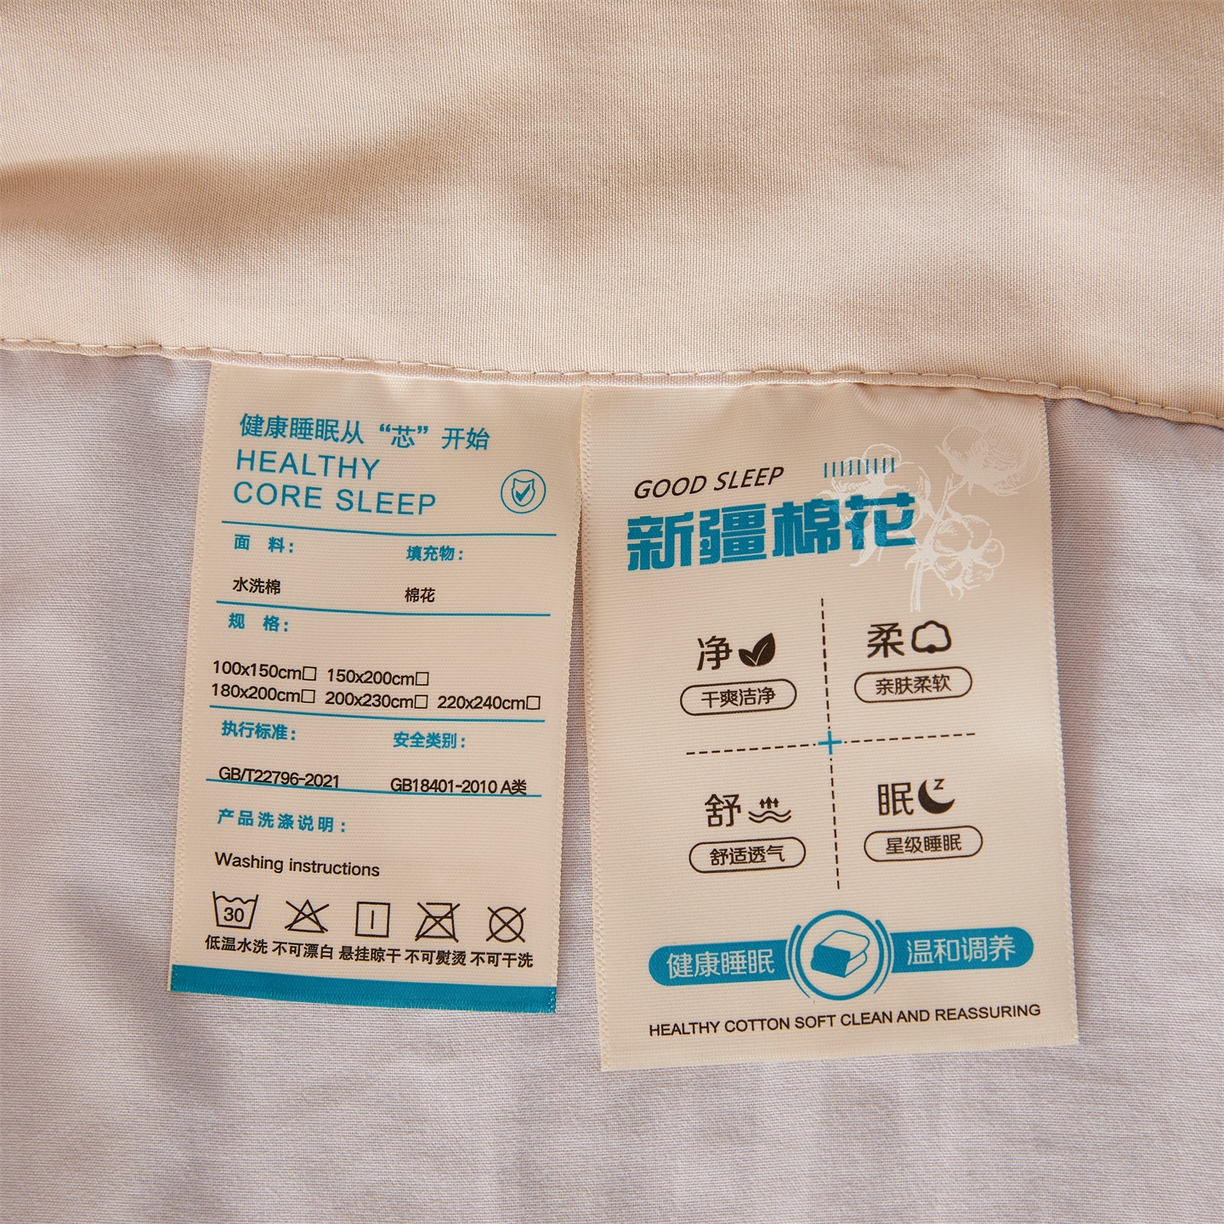 健康睡眠从“芯”开始
HEALTHY
CORE SLEEP
面 料： 填充物：
水洗棉 棉花
规 格：
100x150cm□ 150x200cm□
180x200cm□ 200x230cm□ 220x240cm□
执行标准： 安全类别：
GB/T22796-2021 GB18401-2010 A类
产品洗涤说明：
Washing instructions
30
低温水洗 不可漂白 悬挂晾干 不可熨烫 不可干洗
GOOD SLEEP
新疆棉花
净 柔
干爽洁净 亲肤柔软
舒 眠 z
舒适透气 星级睡眠
健康睡眠 温和调养
HEALTHY COTTON SOFT CLEAN AND REASSURING